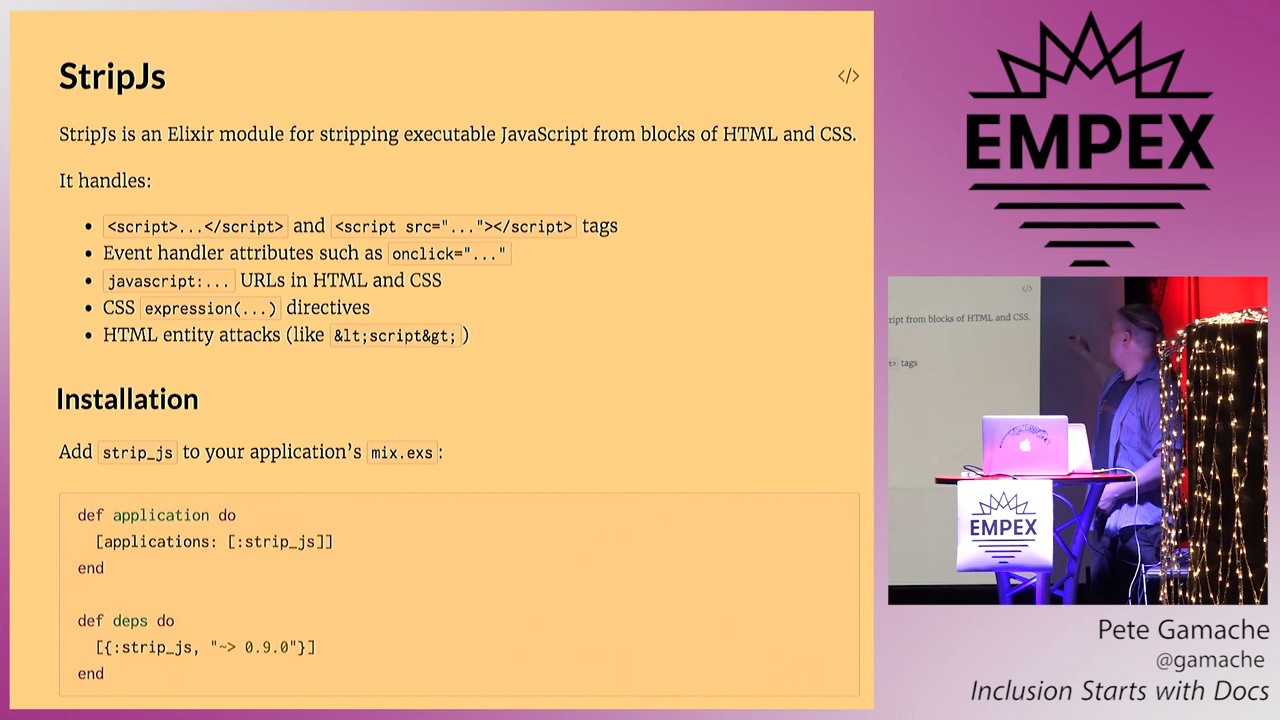 StripJs
</>
StripJs is an Elixir module for stripping executable JavaScript from blocks of HTML and CSS.
It handles:
• <script>...</script> and <script src="..."></script> tags
• Event handler attributes such as onclick="..."
• javascript:... URLs in HTML and CSS
• CSS expression(...) directives
• HTML entity attacks (like &lt;script&gt;)
Installation
Add strip_js to your application’s mix.exs:
def application do
[applications: [:strip_js]]
end
def deps do
[{:strip_js, "~> 0.9.0"}]
end
EMPEX
</>
ript from blocks of HTML and CSS.
t> tags
EMPEX
Pete Gamache
@gamache
Inclusion Starts with Docs